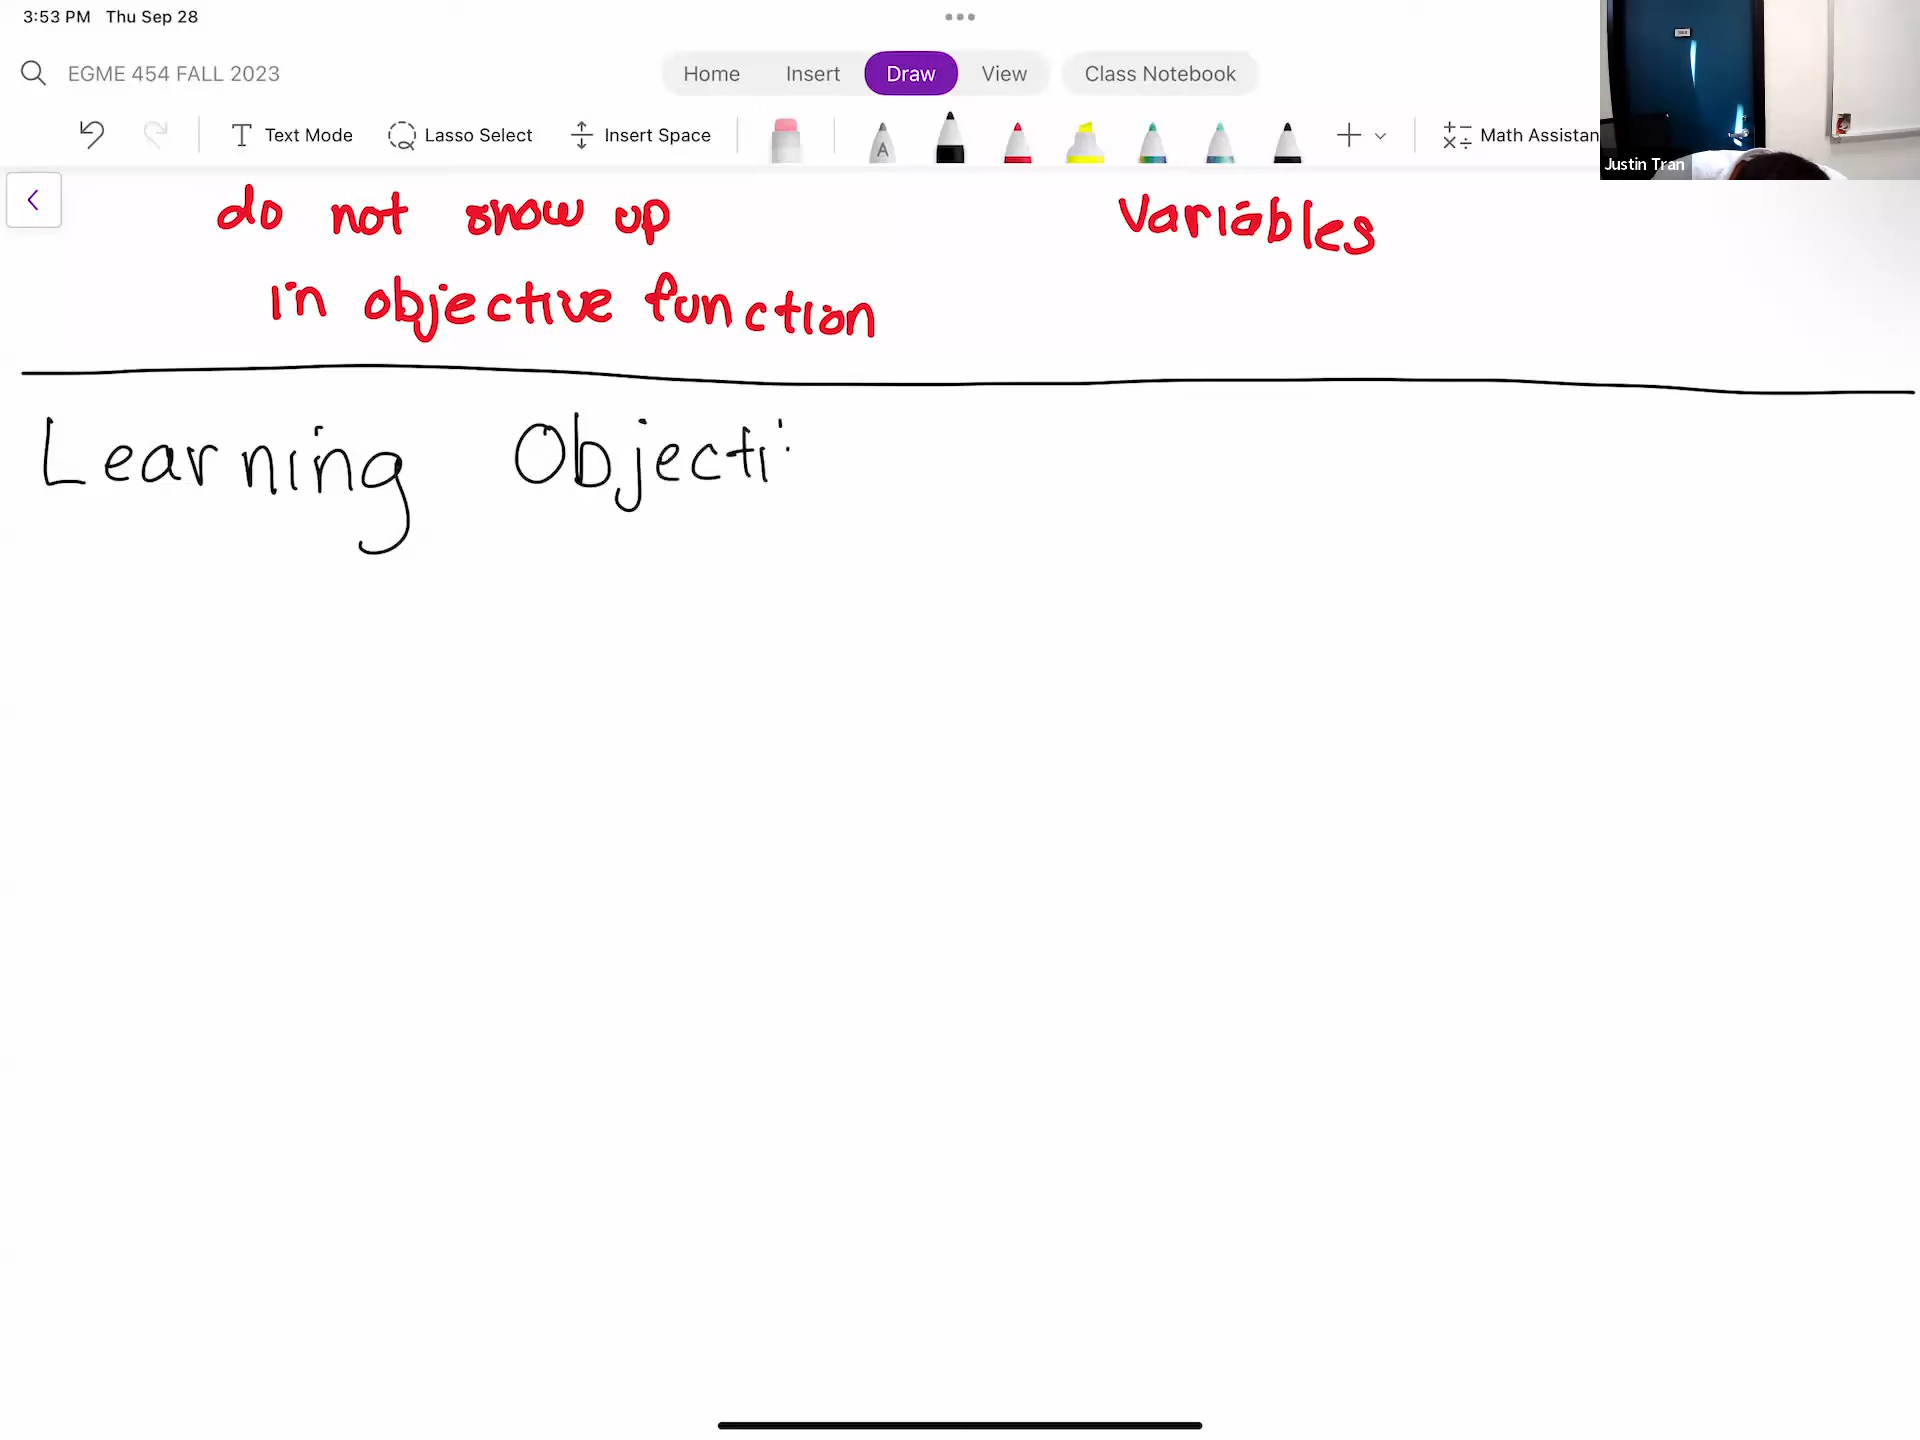 3:53 PM Thu Sep 28
EGME 454 FALL 2023
Home Insert Draw View Class Notebook
Text Mode Lasso Select Insert Space A Math Assistan
Justin Tran
do not show up
in objective function
Variables
Learning Objecti